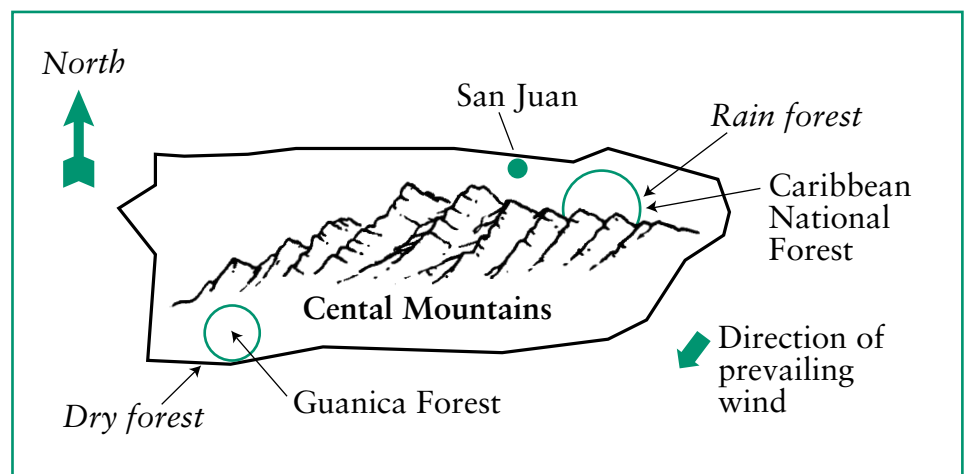 North
San Juan
Rain forest
Caribbean
National
Forest
Cental Mountains
Direction of
prevailing
wind
Guanica Forest
Dry forest